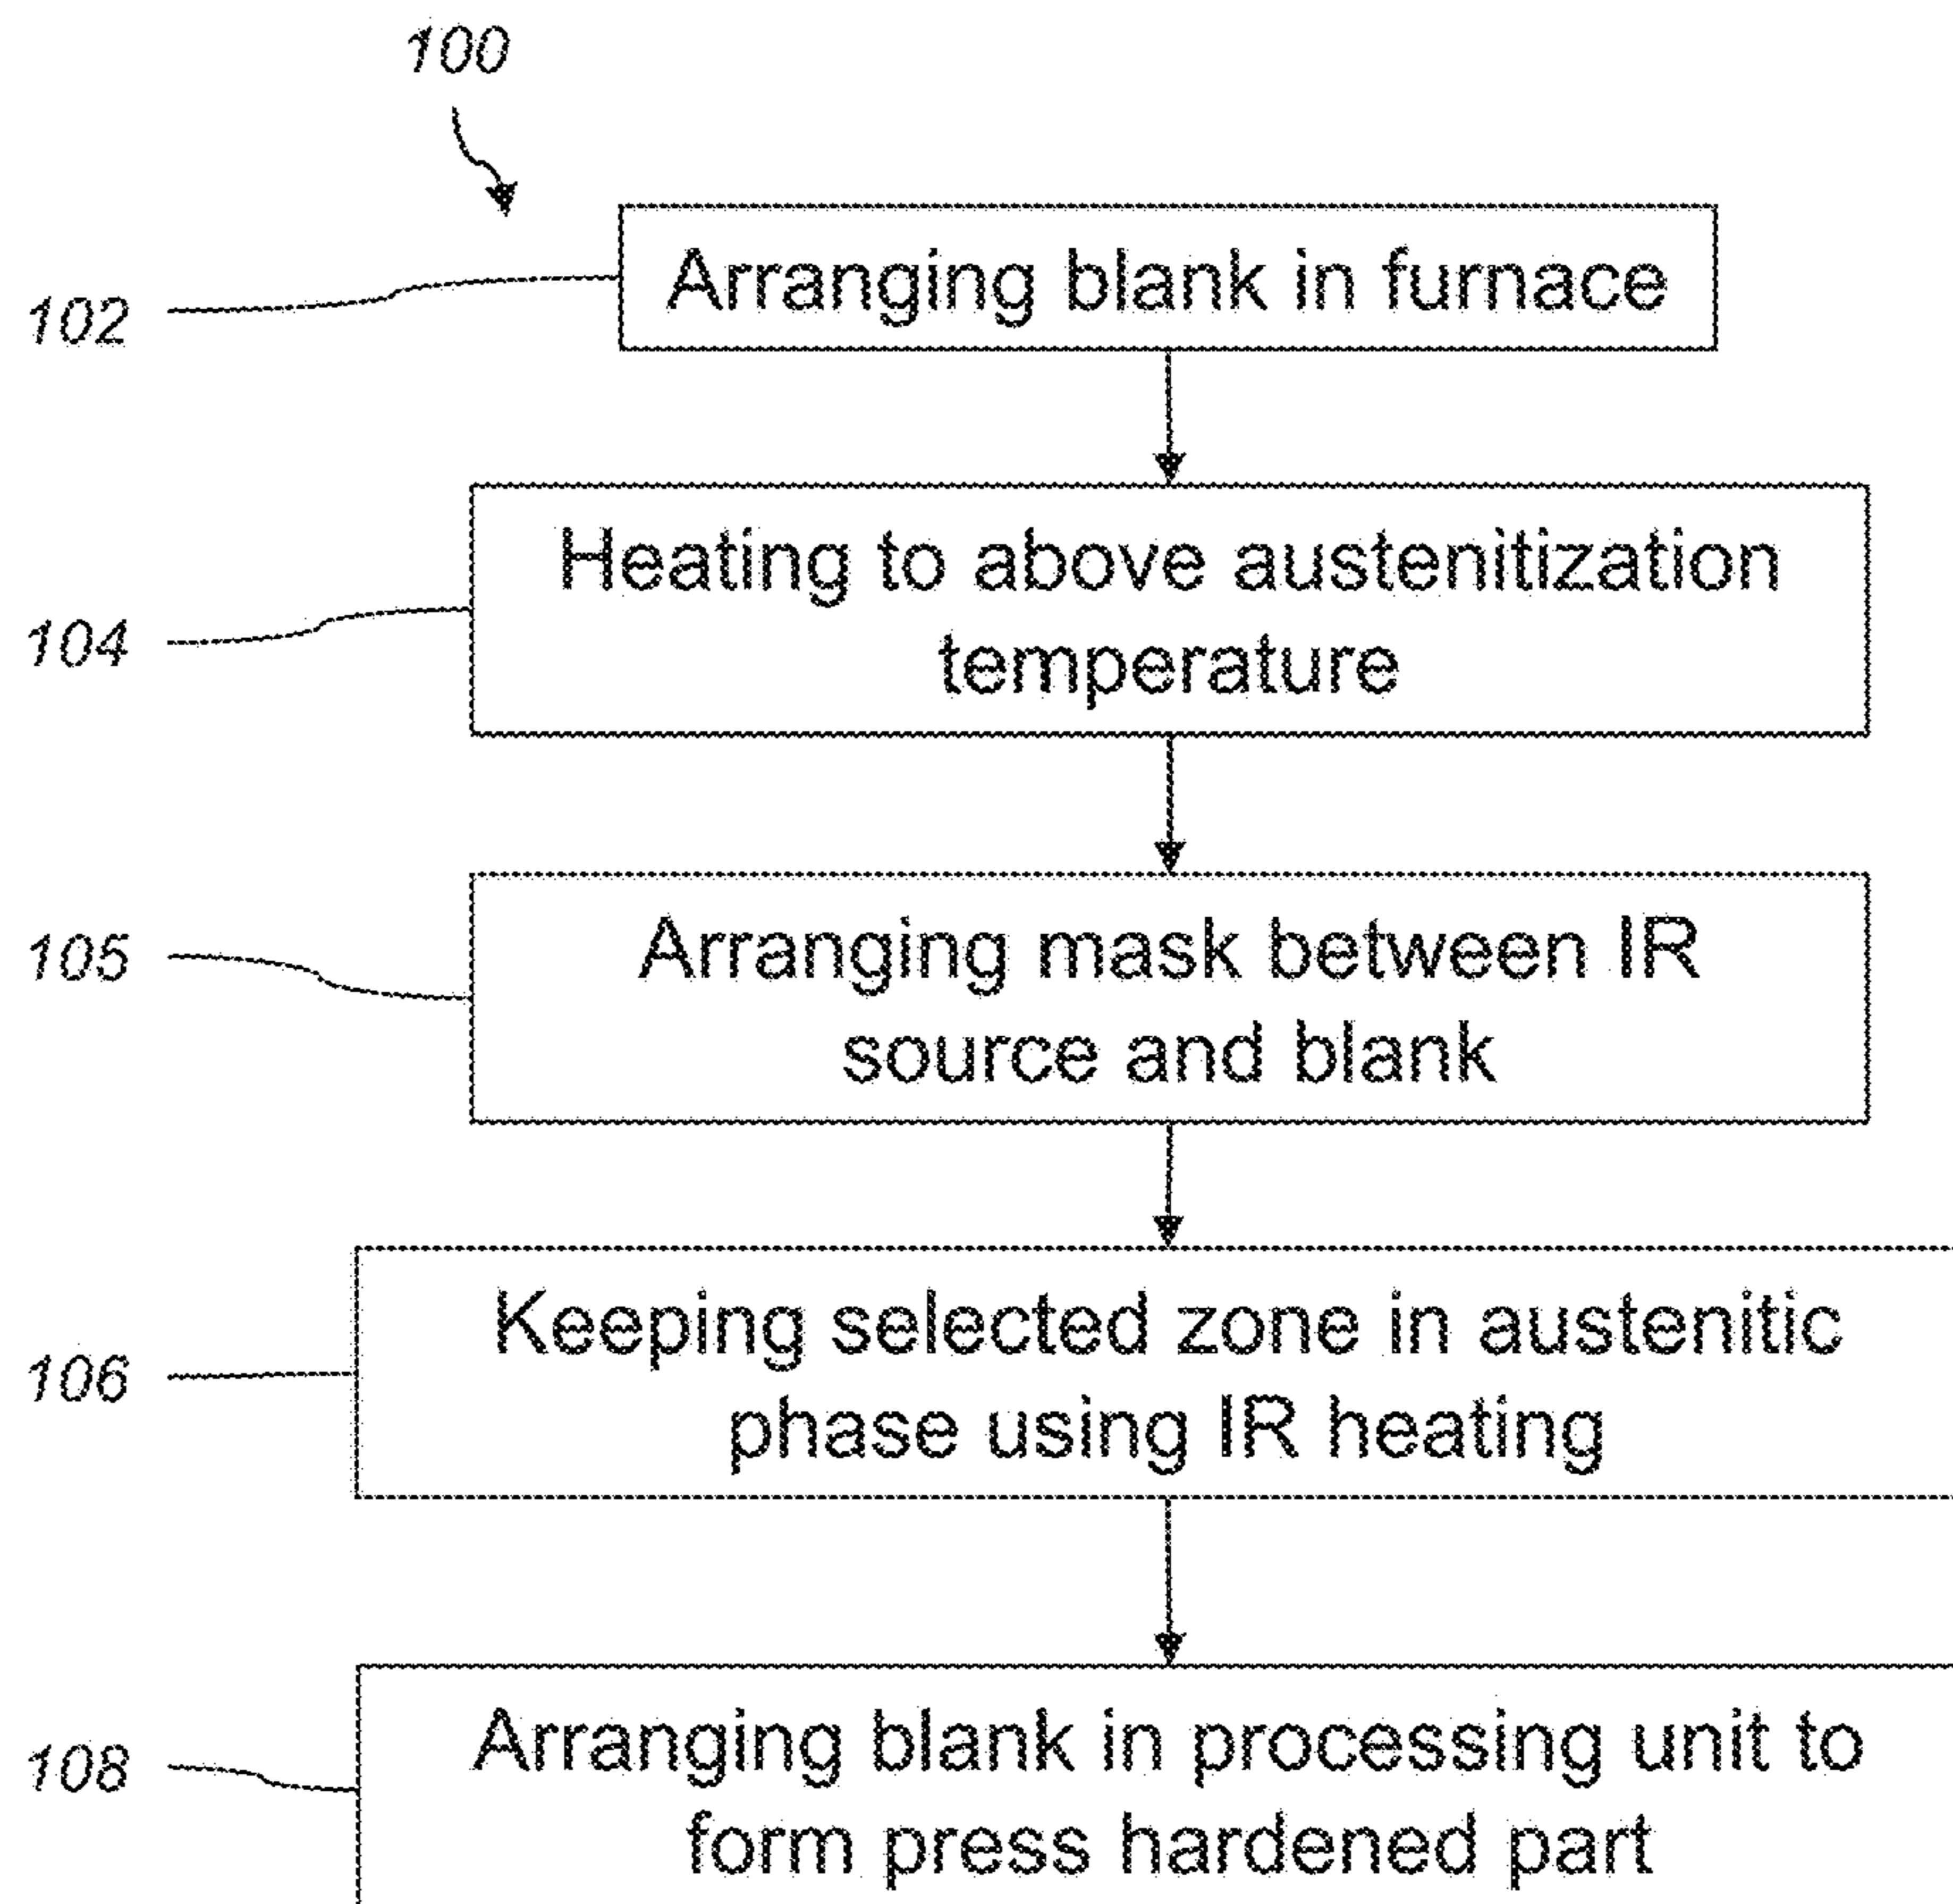 100
102
Arranging blank in furnace
104
Heating to above austenitization
temperature
105
Arranging mask between IR
source and blank
106
Keeping selected zone in austenitic
phase using IR heating
108
Arranging blank in processing unit to
form press hardened part